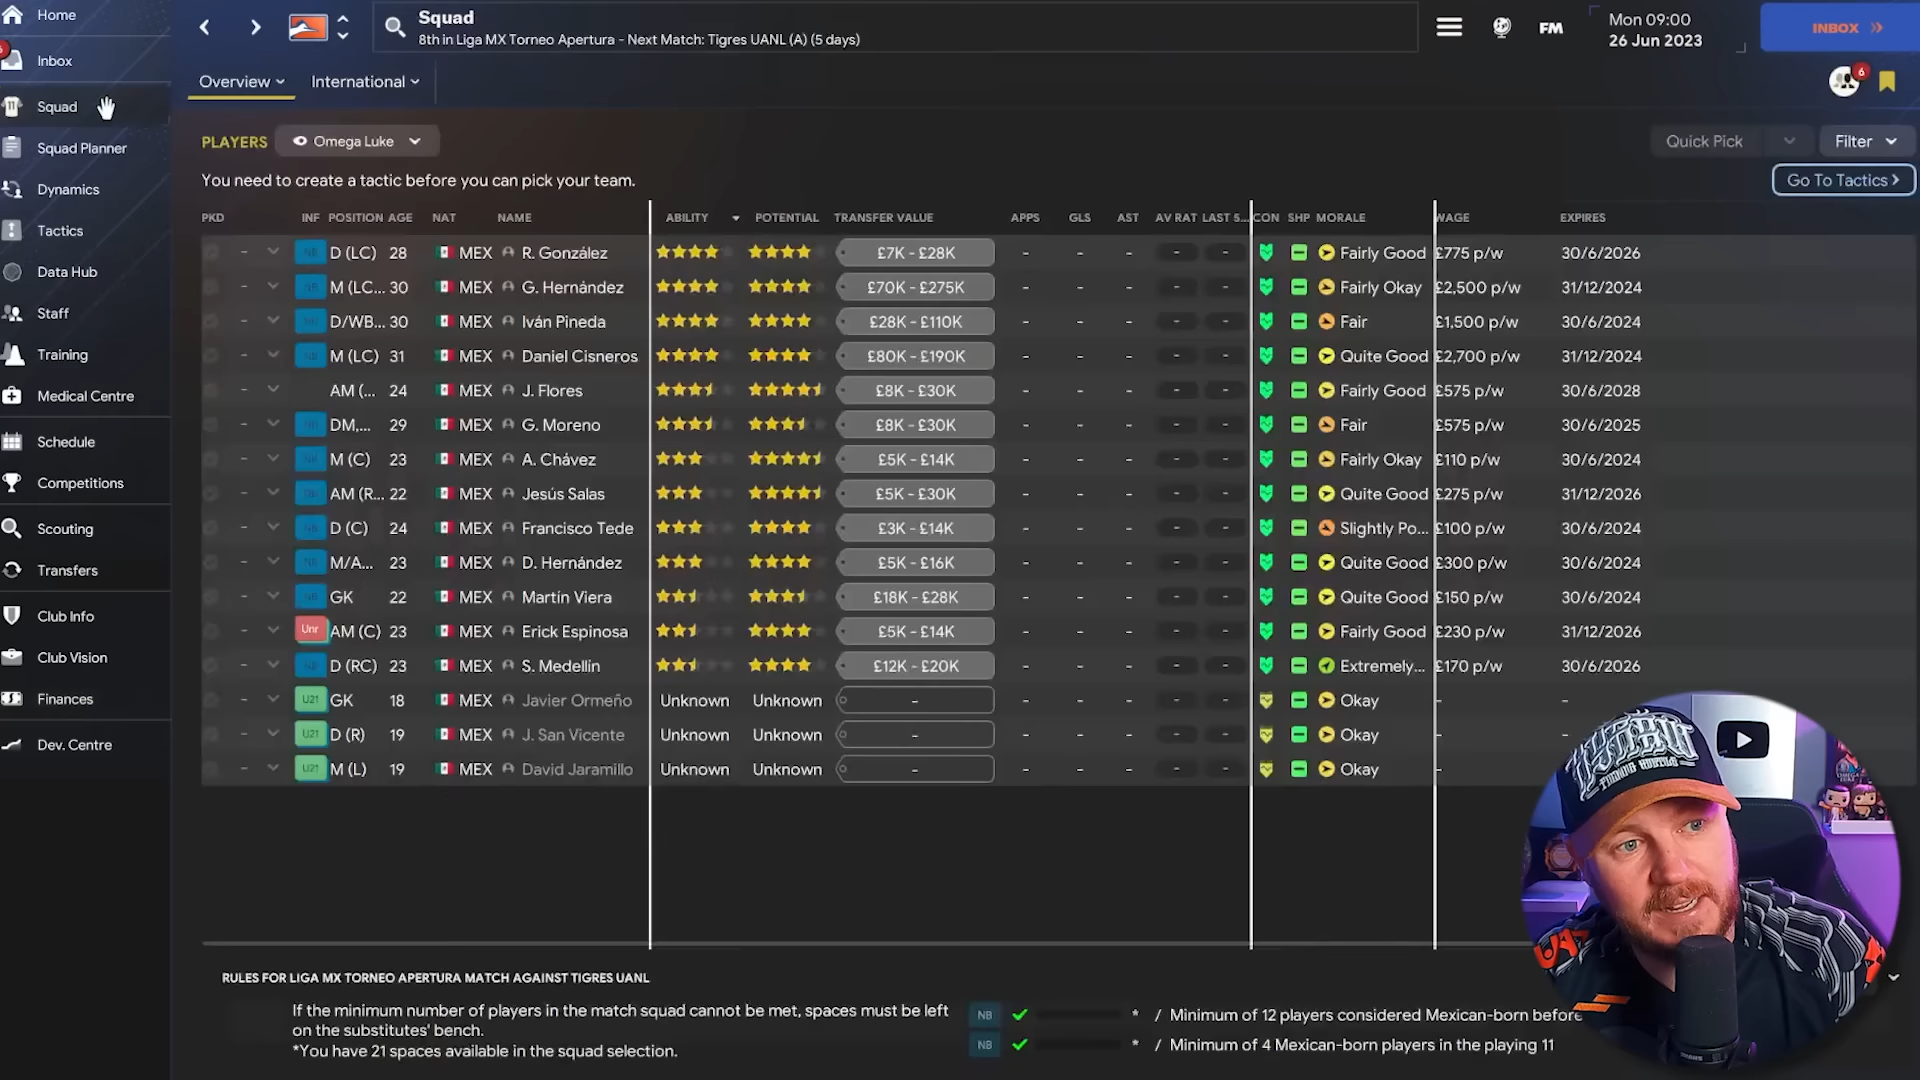 Home
Inbox
Squad
Squad Planner
Dynamics
Tactics
Data Hub
Staff
Training
Medical Centre
Schedule
Competitions
Scouting
Transfers
Club Info
Club Vision
Finances
Dev. Centre
Squad
8th in Liga MX Torneo Apertura - Next Match: Tigres UANL (A) (5 days)
FM
Mon 09:00
26 Jun 2023
INBOX
Overview
International
6
PLAYERS
Omega Luke
Quick Pick
Filter
You need to create a tactic before you can pick your team.
Go To Tactics
PKD INF POSITION AGE NAT NAME ABILITY POTENTIAL TRANSFER VALUE APPS GLS AST AV RAT LAST 5... CON SHP MORALE WAGE EXPIRES
- NB D (LC) 28 MEX R. González £7K - £28K - - - - - Fairly Good £775 p/w 30/6/2026
- NB M (LC... 30 MEX G. Hernández £70K - £275K - - - - - Fairly Okay £2,500 p/w 31/12/2024
- NB D/WB... 30 MEX Iván Pineda £28K - £110K - - - - - Fair £1,500 p/w 30/6/2024
- NB M (LC) 31 MEX Daniel Cisneros £80K - £190K - - - - - Quite Good £2,700 p/w 31/12/2024
- AM (... 24 MEX J. Flores £8K - £30K - - - - - Fairly Good £575 p/w 30/6/2028
- NB DM,... 29 MEX G. Moreno £8K - £30K - - - - - Fair £575 p/w 30/6/2025
- NB M (C) 23 MEX A. Chávez £5K - £14K - - - - - Fairly Okay £110 p/w 30/6/2024
- NB AM (R... 22 MEX Jesús Salas £5K - £30K - - - - - Quite Good £275 p/w 31/12/2026
- NB D (C) 24 MEX Francisco Tede £3K - £14K - - - - - Slightly Po... £100 p/w 30/6/2024
- NB M/A... 23 MEX D. Hernández £5K - £16K - - - - - Quite Good £300 p/w 30/6/2024
- NB GK 22 MEX Martín Viera £18K - £28K - - - - - Quite Good £150 p/w 30/6/2024
- Unr AM (C) 23 MEX Erick Espinosa £5K - £14K - - - - - Fairly Good £230 p/w 31/12/2026
- NB D (RC) 23 MEX S. Medellín £12K - £20K - - - - - Extremely... £170 p/w 30/6/2026
- U21 GK 18 MEX Javier Ormeño Unknown Unknown - - - - - - Okay - -
- U21 D (R) 19 MEX J. San Vicente Unknown Unknown - - - - - - Okay - -
- U21 M (L) 19 MEX David Jaramillo Unknown Unknown - - - - - - Okay -
RULES FOR LIGA MX TORNEO APERTURA MATCH AGAINST TIGRES UANL
If the minimum number of players in the match squad cannot be met, spaces must be left
on the substitutes' bench.
*You have 21 spaces available in the squad selection.
NB * / Minimum of 12 players considered Mexican-born before
NB * / Minimum of 4 Mexican-born players in the playing 11